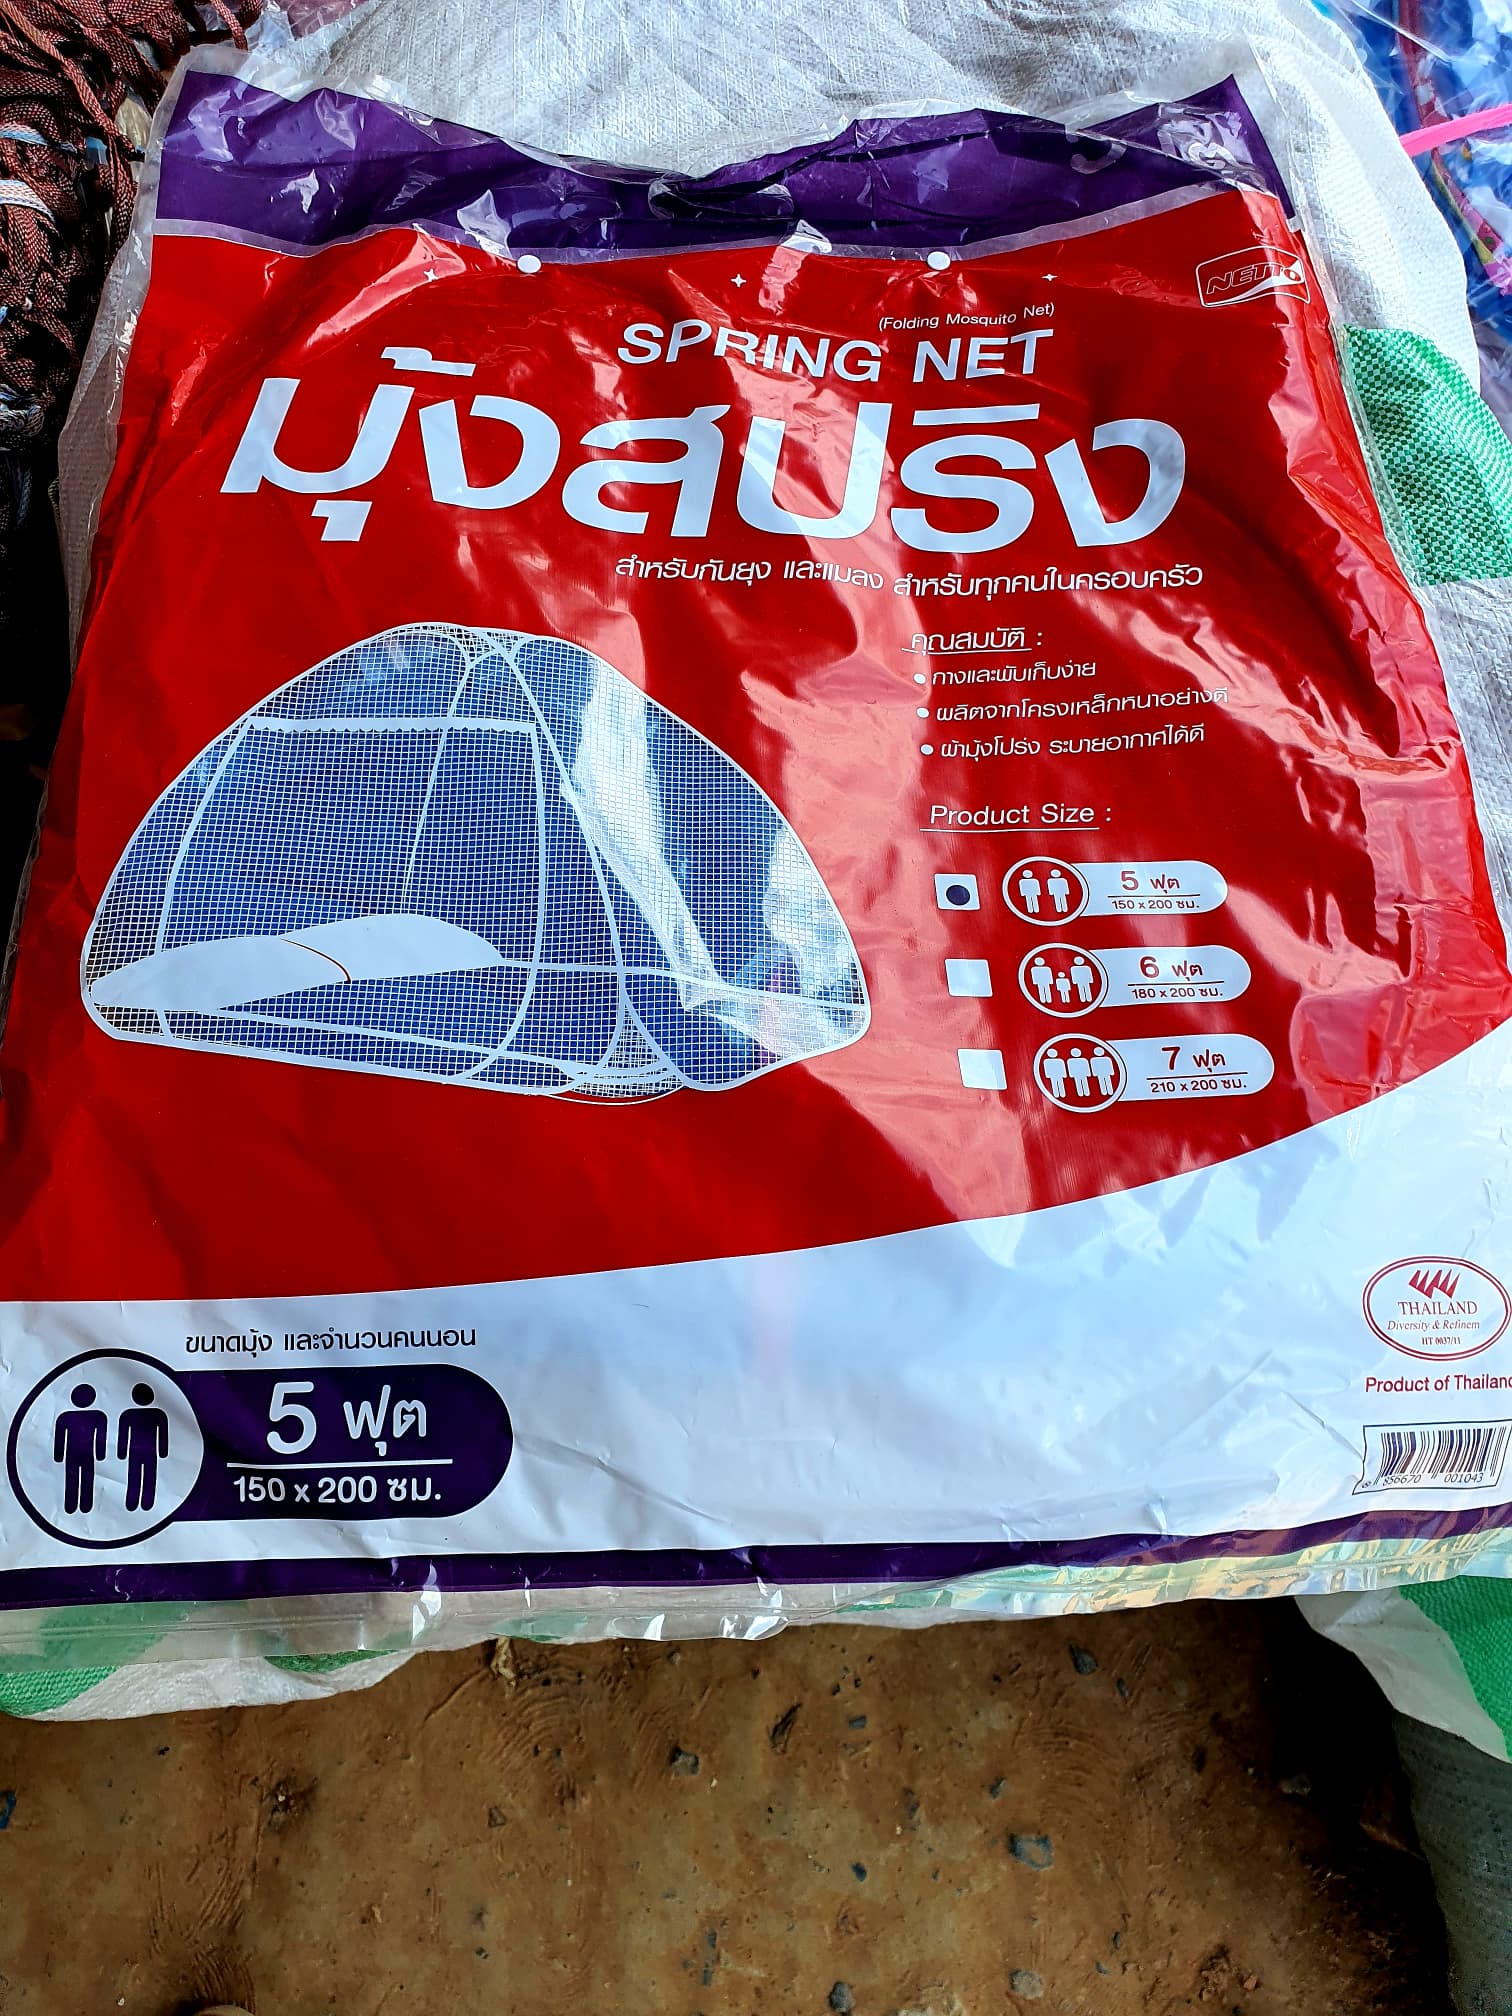 NETTO
(Folding Mosquito Net)
SPRING NET
มุ้งสปริง
สำหรับกันยุง และแมลง สำหรับทุกคนในครอบครัว
คุณสมบัติ :
• กางและพับเก็บง่าย
• ผลิตจากโครงเหล็กหนาอย่างดี
• ผ้ามุ้งโปร่ง ระบายอากาศได้ดี
Product Size :
5 ฟุต
150 x 200 ซม.
6 ฟุต
180 x 200 ซม.
7 ฟุต
210 x 200 ซม.
THAILAND
Diversity & Refinem
HT 0037/11
Product of Thailand
ขนาดมุ้ง และจำนวนคนนอน
5 ฟุต
150 x 200 ซม.
8 856670 001043